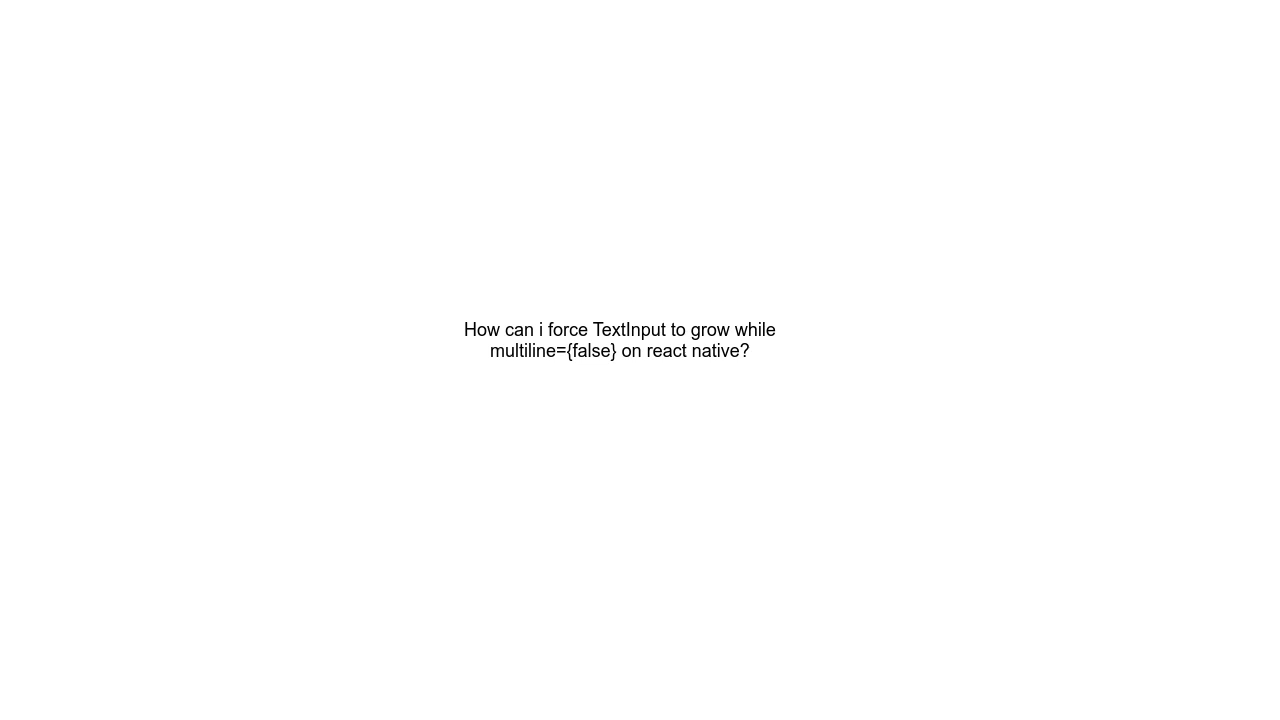 How can i force TextInput to grow while
multiline={false} on react native?